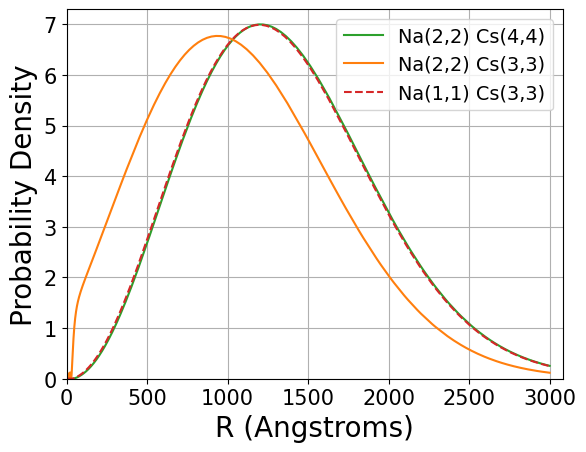 Probability Density
7
6
5
4
3
2
1
0
Na(2,2) Cs(4,4)
Na(2,2) Cs(3,3)
Na(1,1) Cs(3,3)
0 500 1000 1500 2000 2500 3000
R (Angstroms)